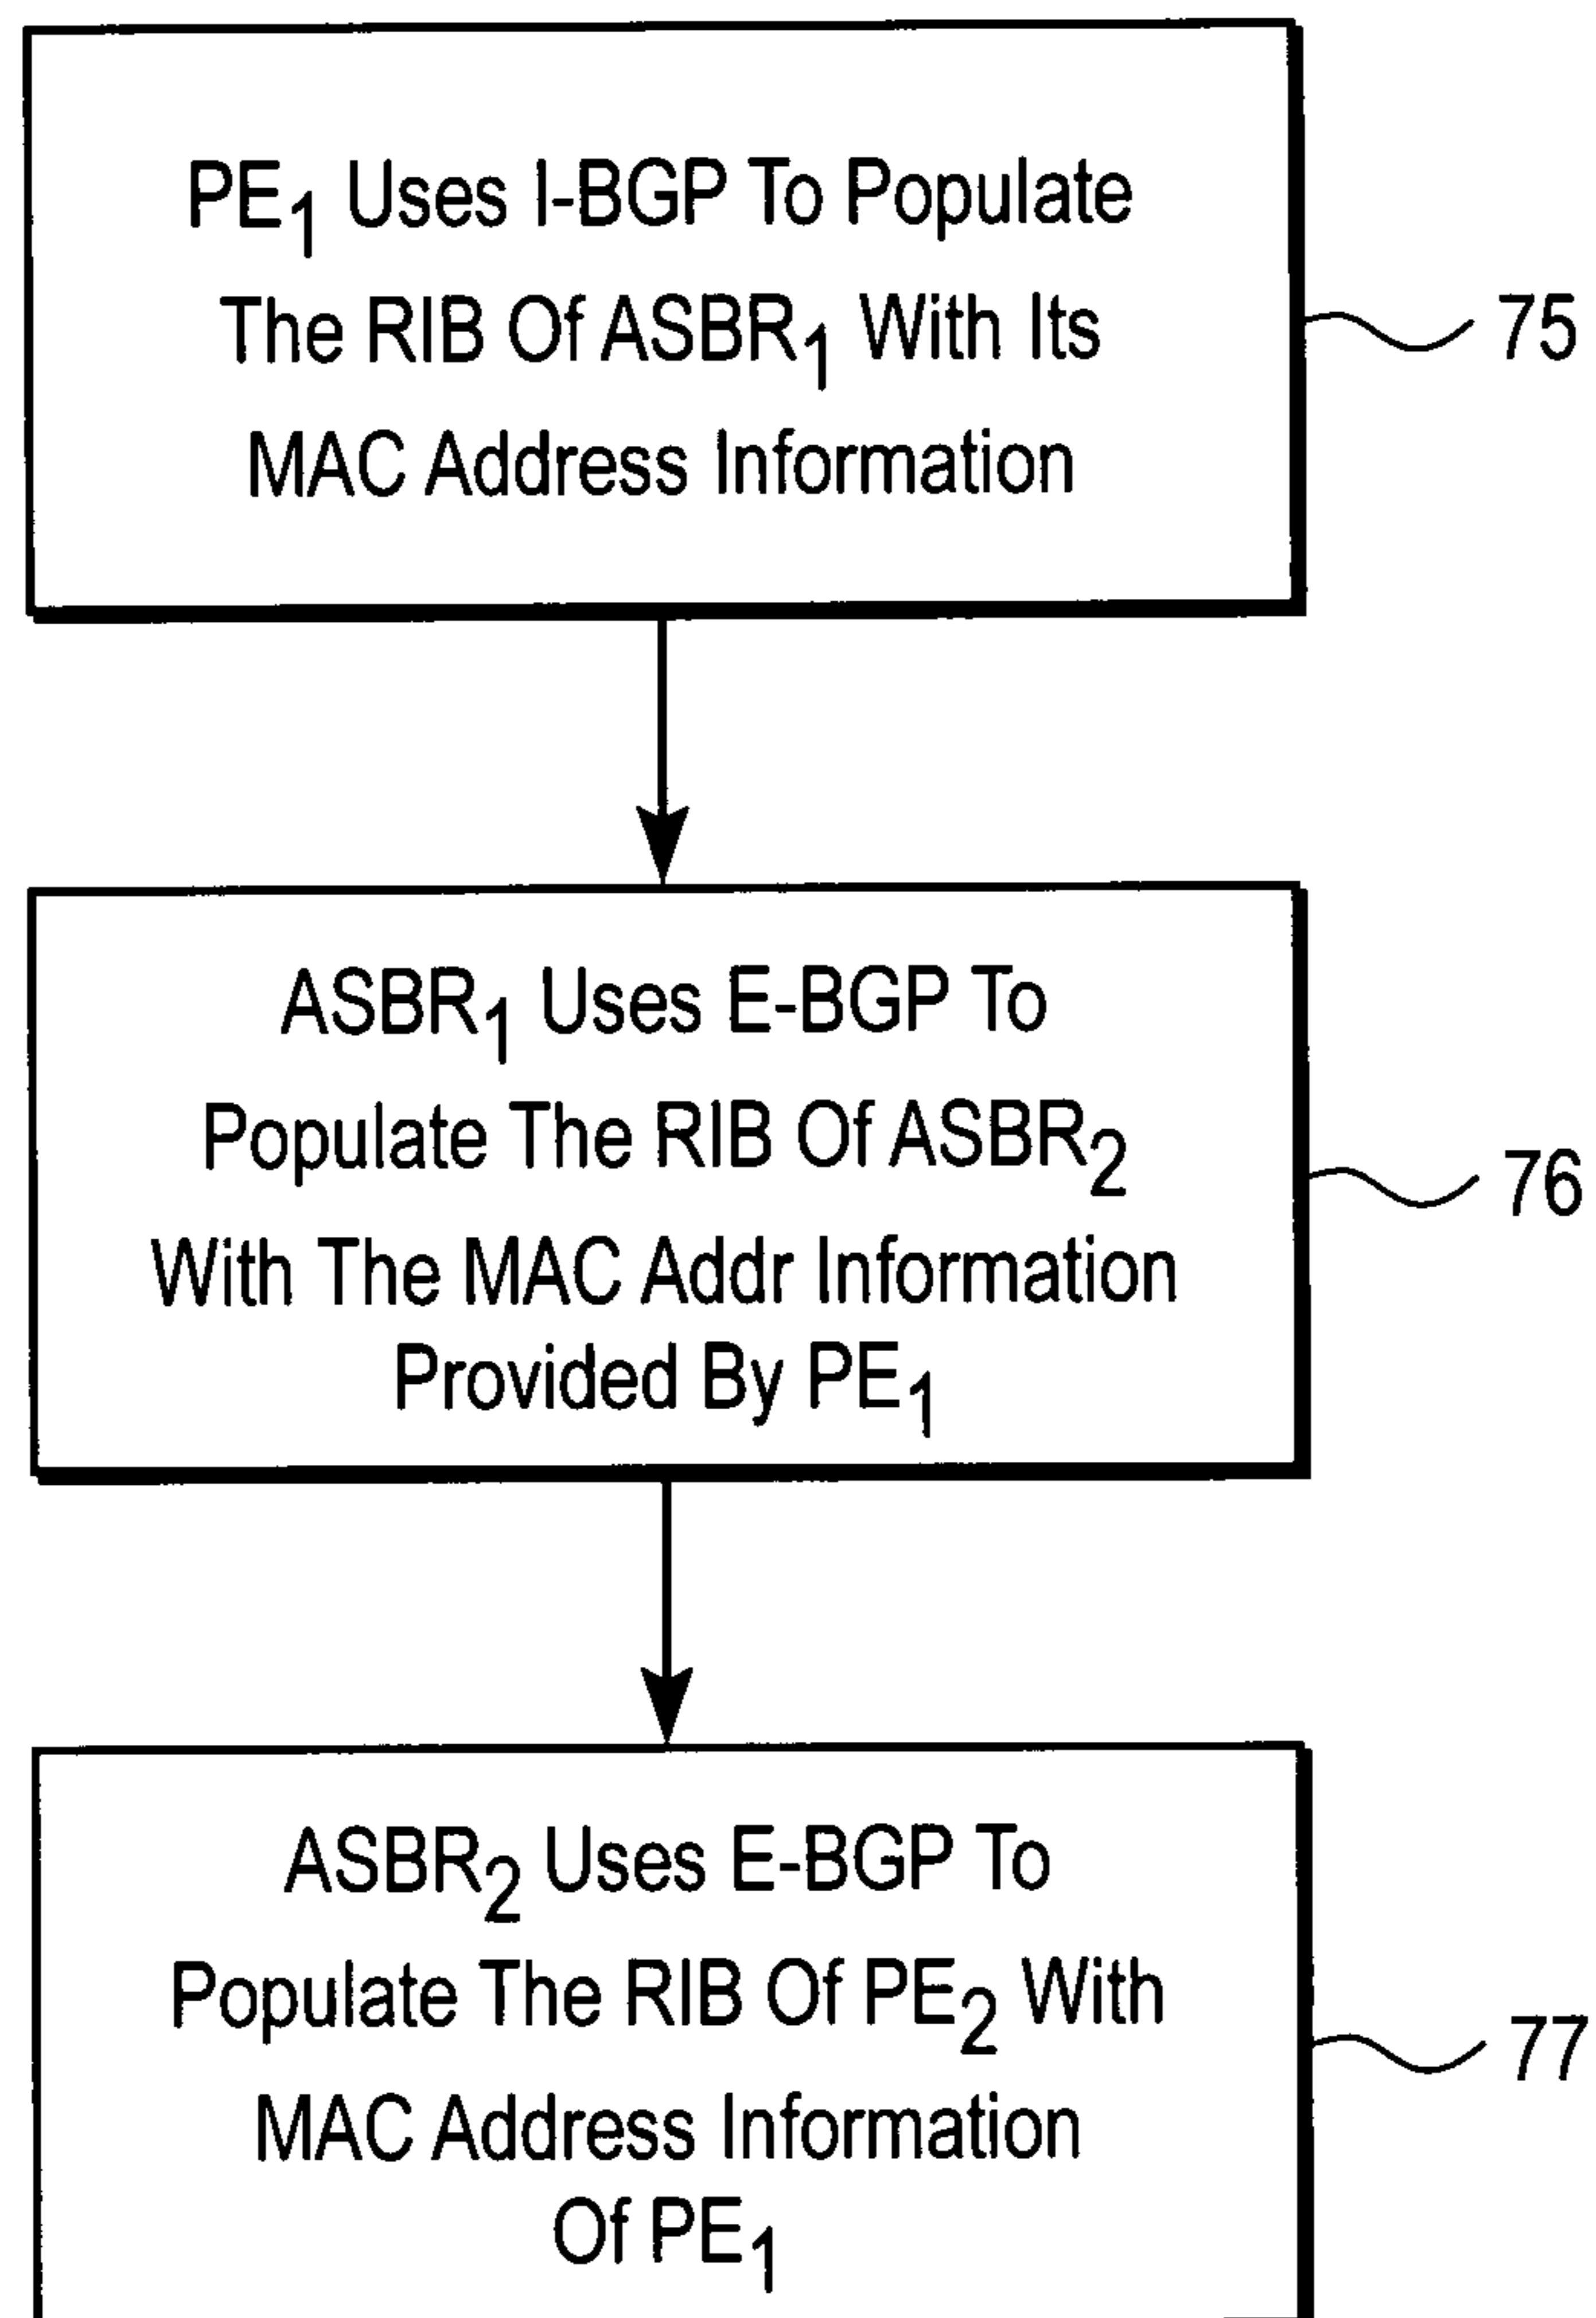 PE1 Uses I-BGP To Populate
The RIB Of ASBR1 With Its
MAC Address Information
75
ASBR1 Uses E-BGP To
Populate The RIB Of ASBR2
With The MAC Addr Information
Provided By PE1
76
ASBR2 Uses E-BGP To
Populate The RIB Of PE2 With
MAC Address Information
Of PE1
77